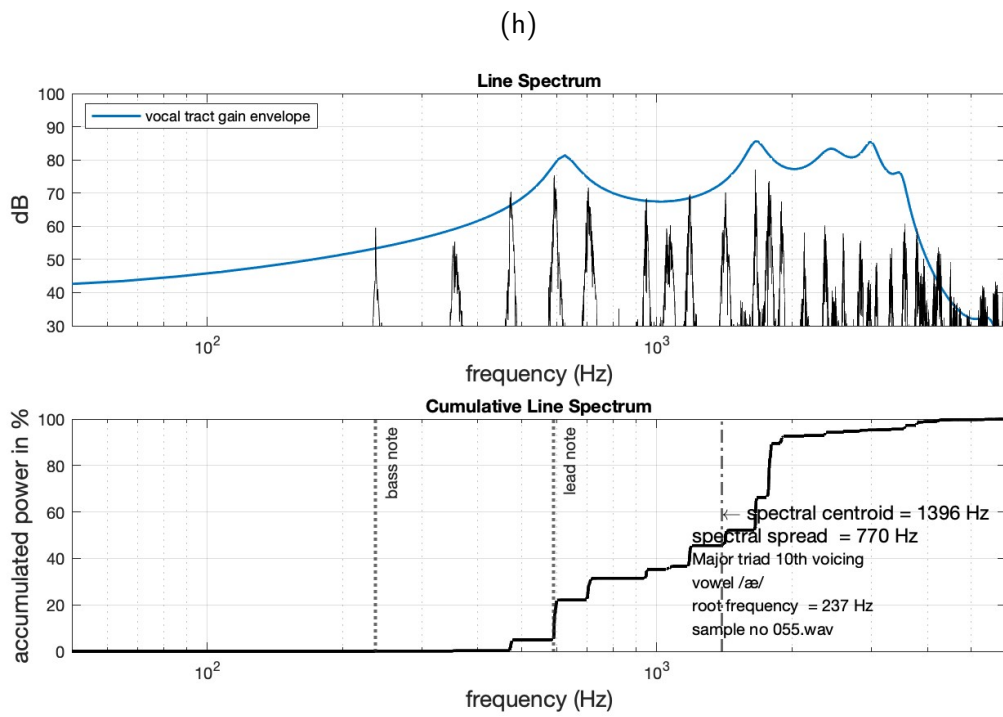 (h)
Line Spectrum
100
90
80
70
60
50
40
30
dB
vocal tract gain envelope
10²
10³
frequency (Hz)
Cumulative Line Spectrum
100
80
60
40
20
0
accumulated power in %
bass note
lead note
← spectral centroid = 1396 Hz
spectral spread = 770 Hz
Major triad 10th voicing
vowel /æ/
root frequency = 237 Hz
sample no 055.wav
10²
10³
frequency (Hz)